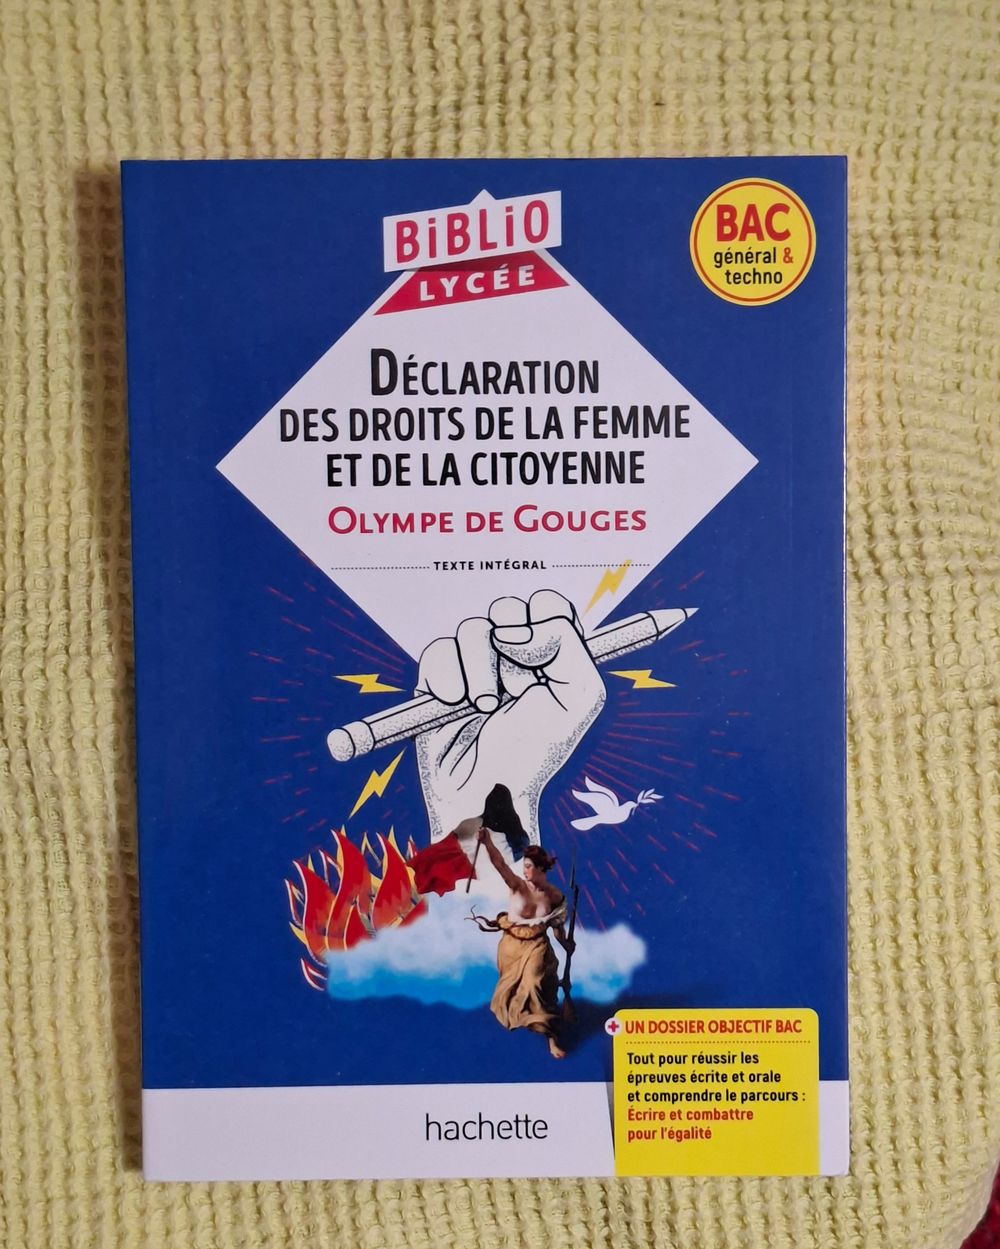 BiBLiO
LYCÉE
BAC
général &
techno
DÉCLARATION
DES DROITS DE LA FEMME
ET DE LA CITOYENNE
OLYMPE DE GOUGES
TEXTE INTÉGRAL
+ UN DOSSIER OBJECTIF BAC
Tout pour réussir les
épreuves écrite et orale
et comprendre le parcours :
Écrire et combattre
pour l'égalité
hachette